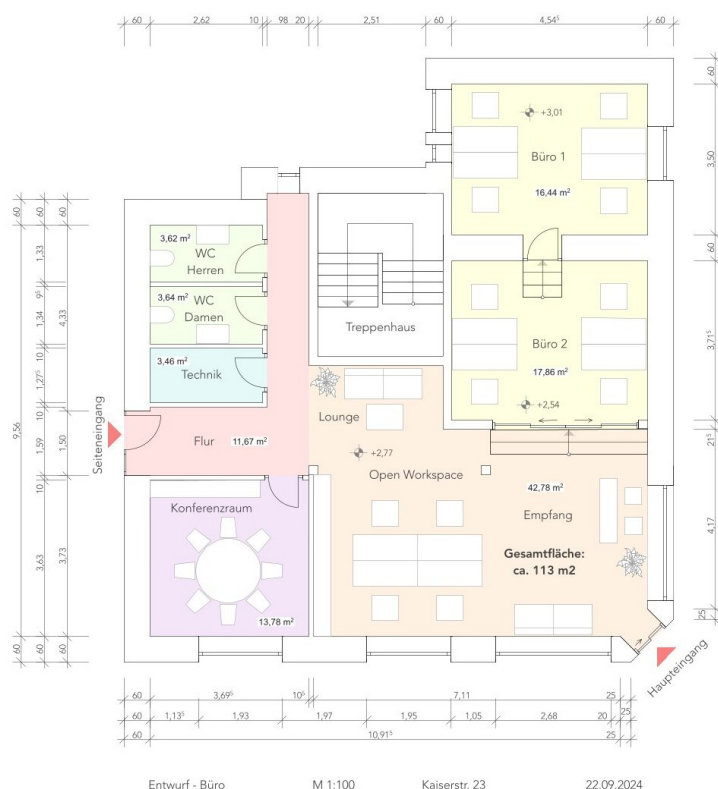 60 2,62 10 98 20 2,51 60 4,54⁵ 60
60
3,50
60
3,71⁵
21⁵
4,17
25
60
+3,01
Büro 1
16,44 m²
60 60 60
1,33
9⁵
1,34 4,33
10
1,27⁵
10 10
9,56 1,59 1,50
10
3,63 3,73
60 60 60
3,62 m²
WC
Herren
3,64 m² WC
Damen
3,46 m²
Technik
Treppenhaus
Büro 2
17,86 m²
+2,54
Lounge
Seiteneingang
Flur 11,67 m²
+2,77
Open Workspace
42,78 m²
Empfang
Konferenzraum
Gesamtfläche:
ca. 113 m2
13,78 m²
Haupteingang
60 3,69⁵ 10⁵ 7,11 25
60 1,13⁵ 1,93 1,97 1,95 1,05 2,68 20 25
60 10,91⁵ 25
Entwurf - Büro M 1:100 Kaiserstr. 23 22.09.2024